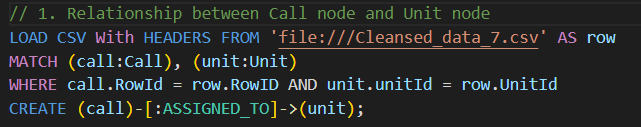 // 1. Relationship between Call node and Unit node
LOAD CSV With HEADERS FROM 'file:///Cleansed_data_7.csv' AS row
MATCH (call:Call), (unit:Unit)
WHERE call.RowId = row.RowID AND unit.unitId = row.UnitId
CREATE (call)-[:ASSIGNED_TO]->(unit);